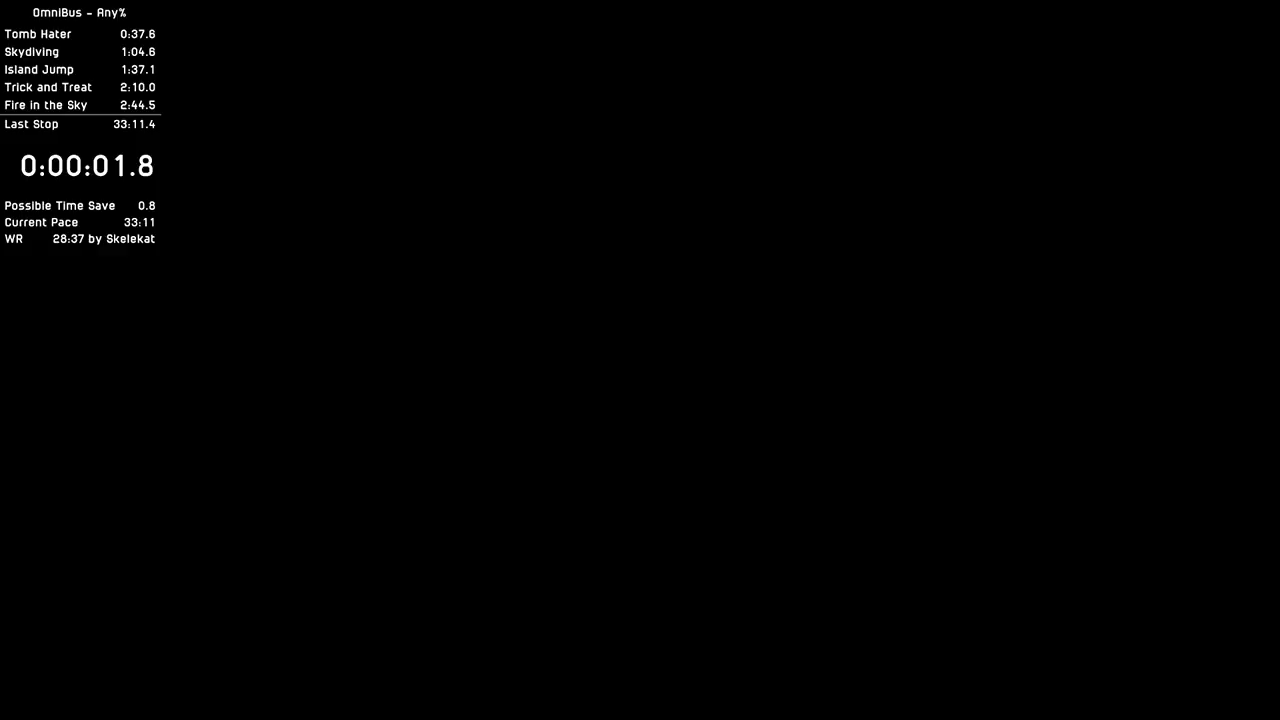 OmniBus - Any%
Tomb Hater 0:37.6
Skydiving 1:04.6
Island Jump 1:37.1
Trick and Treat 2:10.0
Fire in the Sky 2:44.5
Last Stop 33:11.4
0:00:01.8
Possible Time Save 0.8
Current Pace 33:11
WR 28:37 by Skelekat